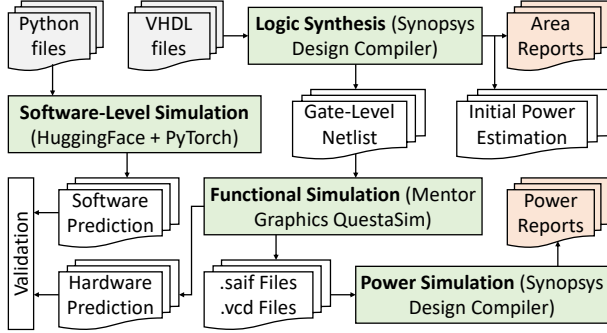 Python
files
VHDL
files
Logic Synthesis (Synopsys
Design Compiler)
Area
Reports
Software-Level Simulation
(HuggingFace + PyTorch)
Gate-Level
Netlist
Initial Power
Estimation
Validation
Software
Prediction
Functional Simulation (Mentor
Graphics QuestaSim)
Power
Reports
Hardware
Prediction
.saif Files
.vcd Files
Power Simulation (Synopsys
Design Compiler)